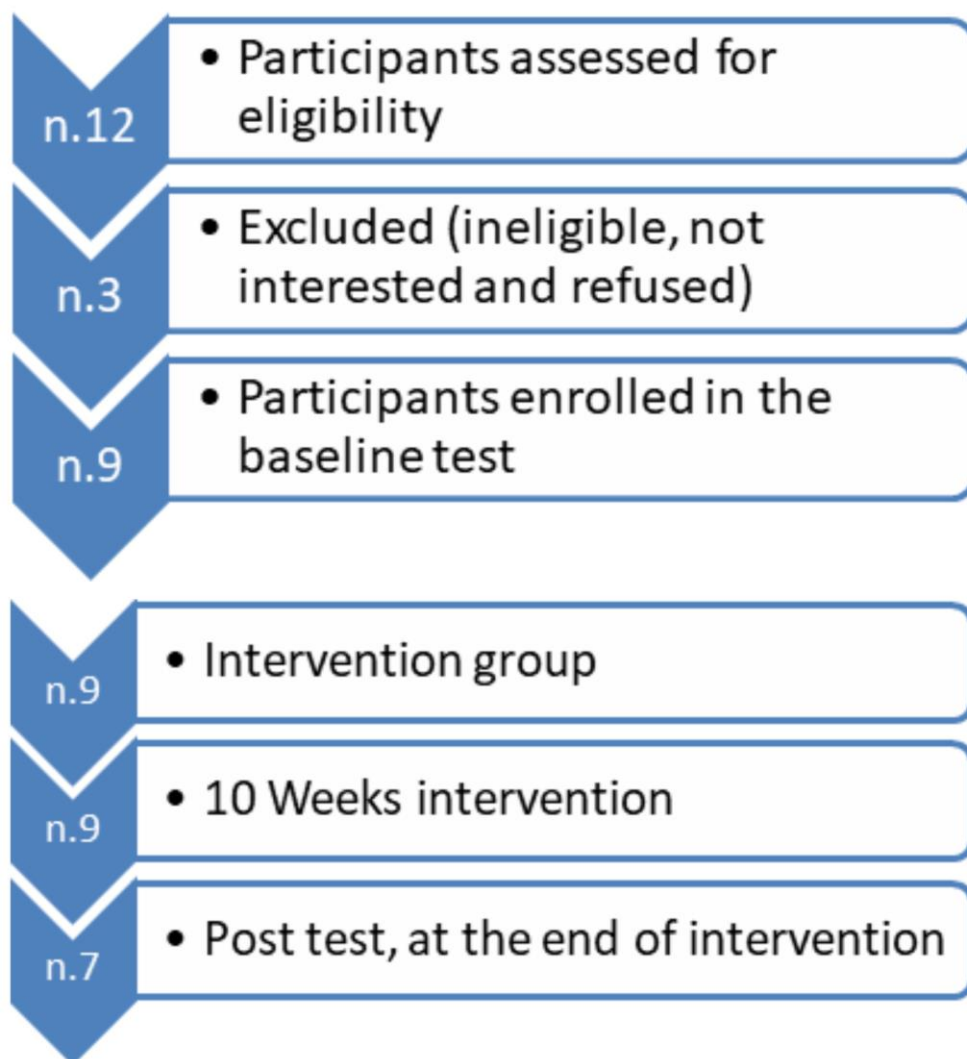 n.12
• Participants assessed for
eligibility
n.3
• Excluded (ineligible, not
interested and refused)
n.9
• Participants enrolled in the
baseline test
n.9
• Intervention group
n.9
• 10 Weeks intervention
n.7
• Post test, at the end of intervention